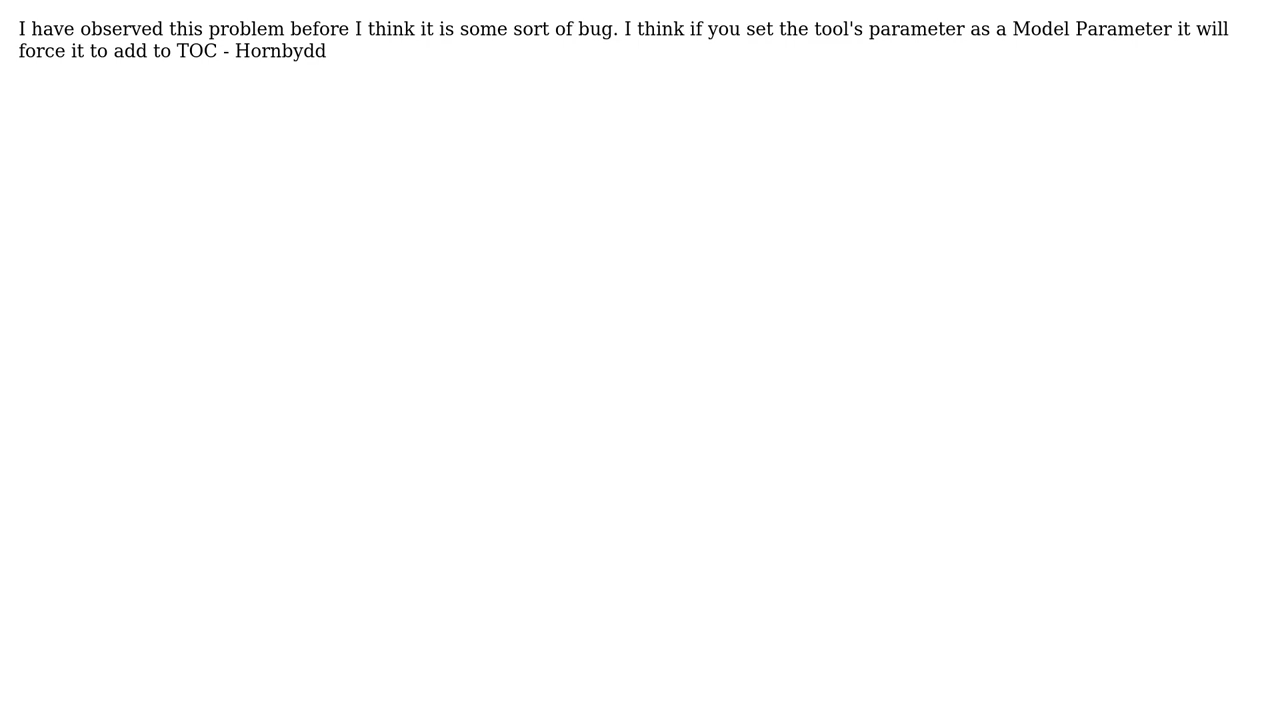 I have observed this problem before I think it is some sort of bug. I think if you set the tool's parameter as a Model Parameter it will
force it to add to TOC - Hornbydd